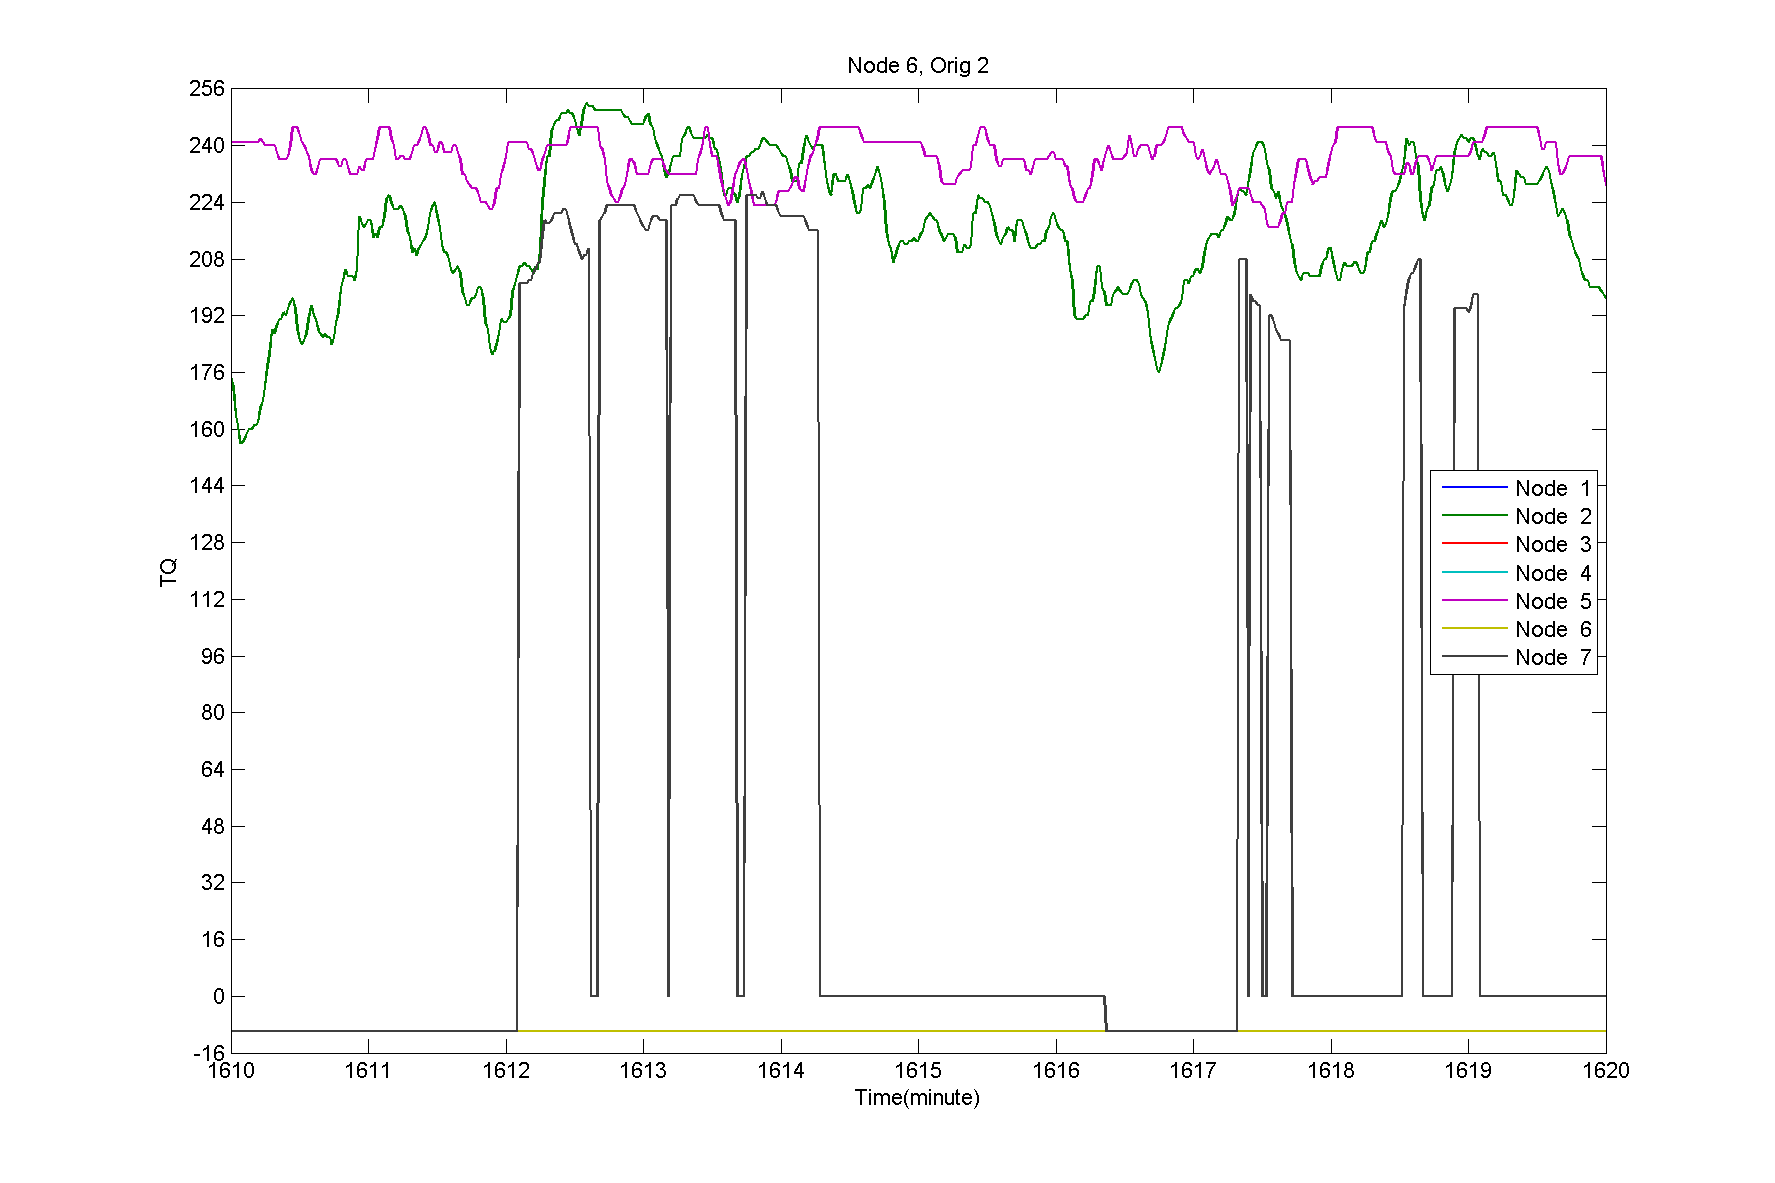 Node 6, Orig 2
256
240
224
208
192
176
160
144
128
112
96
80
64
48
32
16
0
-16
TQ
Node 1
Node 2
Node 3
Node 4
Node 5
Node 6
Node 7
1610 1611 1612 1613 1614 1615 1616 1617 1618 1619 1620
Time(minute)